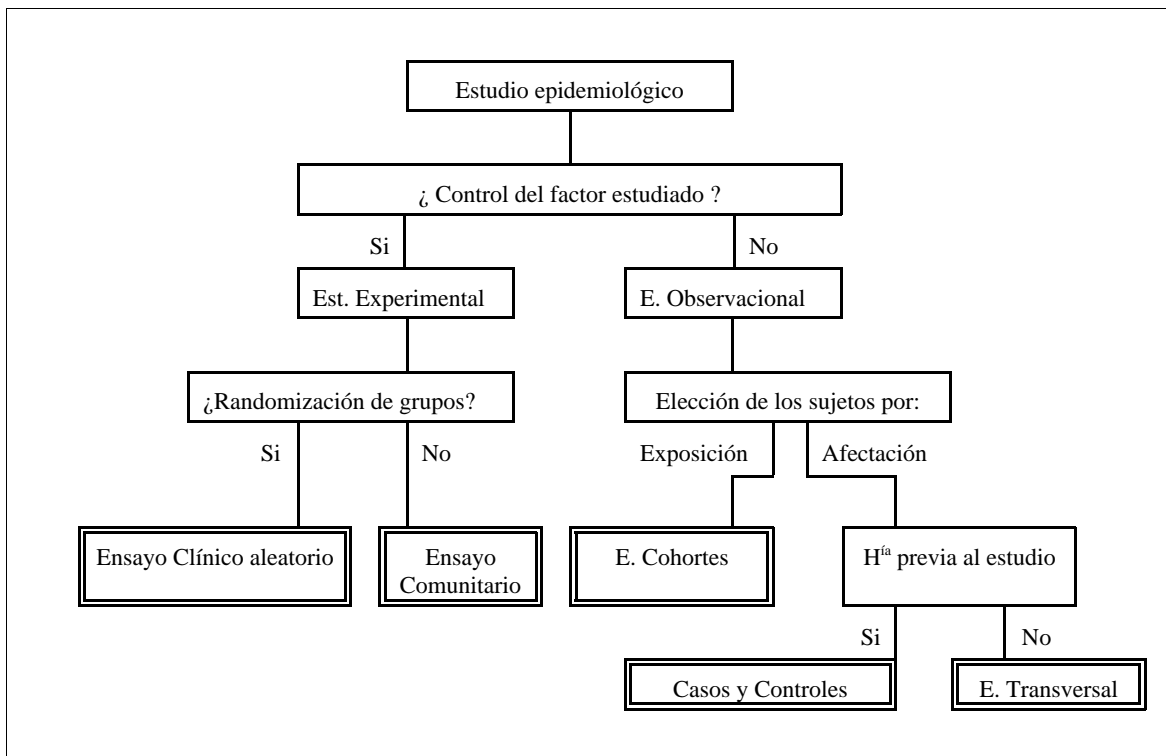 Estudio epidemiológico
¿ Control del factor estudiado ?
Si
No
Est. Experimental
E. Observacional
¿Randomización de grupos?
Elección de los sujetos por:
Si
No
Exposición
Afectación
Ensayo Clínico aleatorio
Ensayo
Comunitario
E. Cohortes
Hía previa al estudio
Si
No
Casos y Controles
E. Transversal